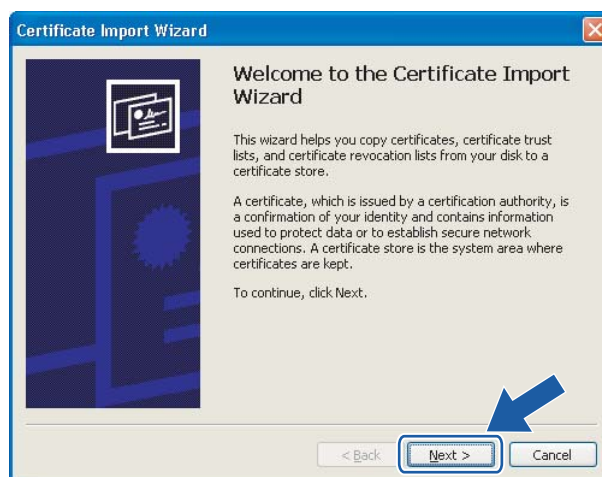 Certificate Import Wizard
Welcome to the Certificate Import
Wizard
This wizard helps you copy certificates, certificate trust
lists, and certificate revocation lists from your disk to a
certificate store.
A certificate, which is issued by a certification authority, is
a confirmation of your identity and contains information
used to protect data or to establish secure network
connections. A certificate store is the system area where
certificates are kept.
To continue, click Next.
< Back
Next >
Cancel